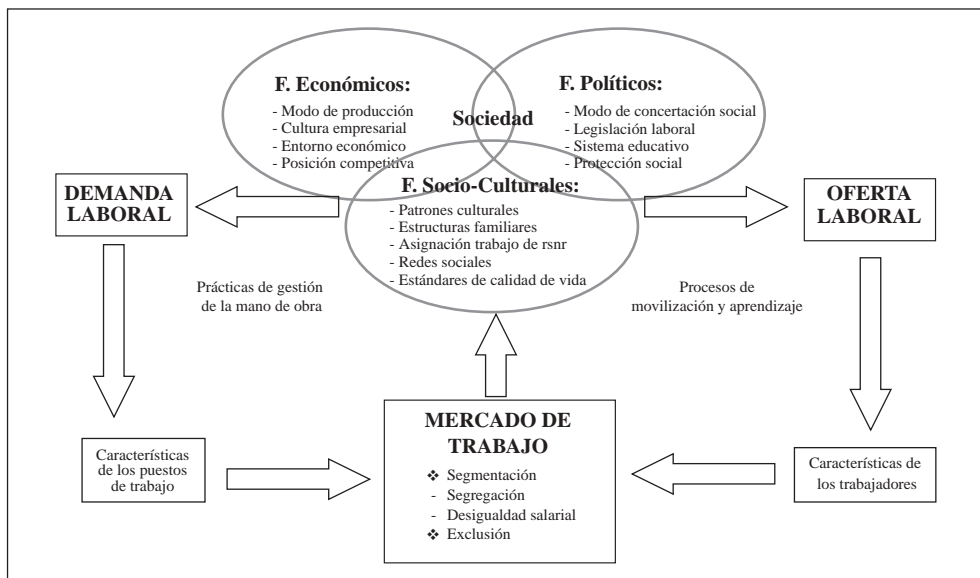 F. Económicos:
- Modo de producción
- Cultura empresarial
- Entorno económico
- Posición competitiva
F. Políticos:
- Modo de concertación social
- Legislación laboral
- Sistema educativo
- Protección social
Sociedad
F. Socio-Culturales:
- Patrones culturales
- Estructuras familiares
- Asignación trabajo de rsnr
- Redes sociales
- Estándares de calidad de vida
DEMANDA
LABORAL
OFERTA
LABORAL
Prácticas de gestión
de la mano de obra
Procesos de
movilización y aprendizaje
Características
de los puestos
de trabajo
MERCADO DE
TRABAJO
❖ Segmentación
- Segregación
- Desigualdad salarial
❖ Exclusión
Características de
los trabajadores